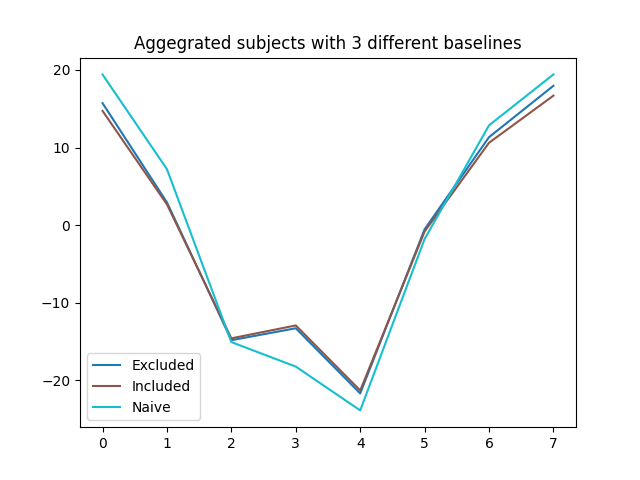 Aggegrated subjects with 3 different baselines
20
10
0
−10
−20
Excluded
Included
Naive
0 1 2 3 4 5 6 7